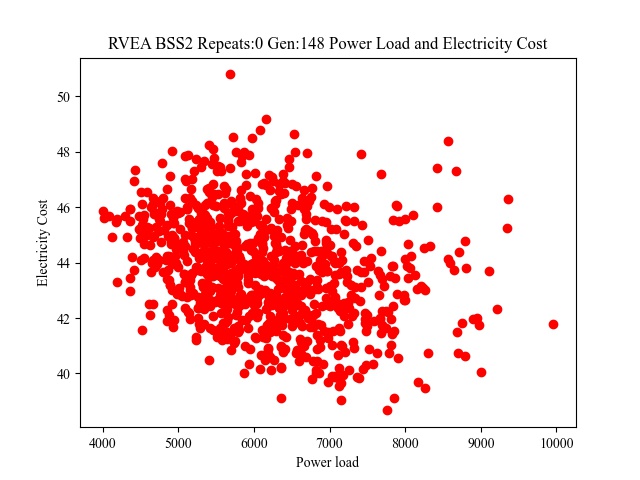 RVEA BSS2 Repeats:0 Gen:148 Power Load and Electricity Cost
50
48
46
44
42
40
Electricity Cost
4000 5000 6000 7000 8000 9000 10000
Power load